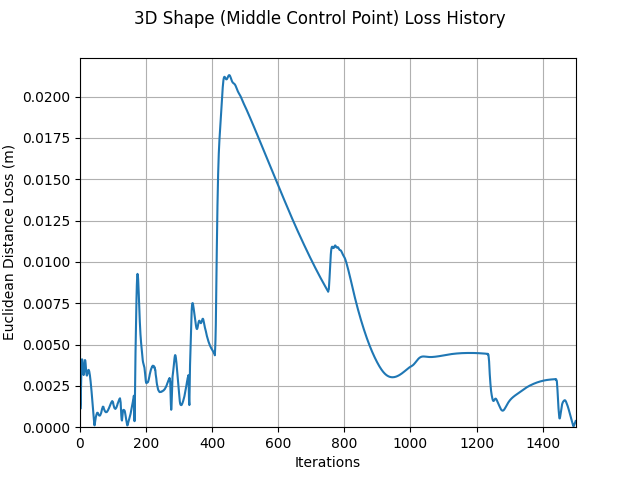 3D Shape (Middle Control Point) Loss History
Euclidean Distance Loss (m)
0.0200
0.0175
0.0150
0.0125
0.0100
0.0075
0.0050
0.0025
0.0000
0 200 400 600 800 1000 1200 1400
Iterations